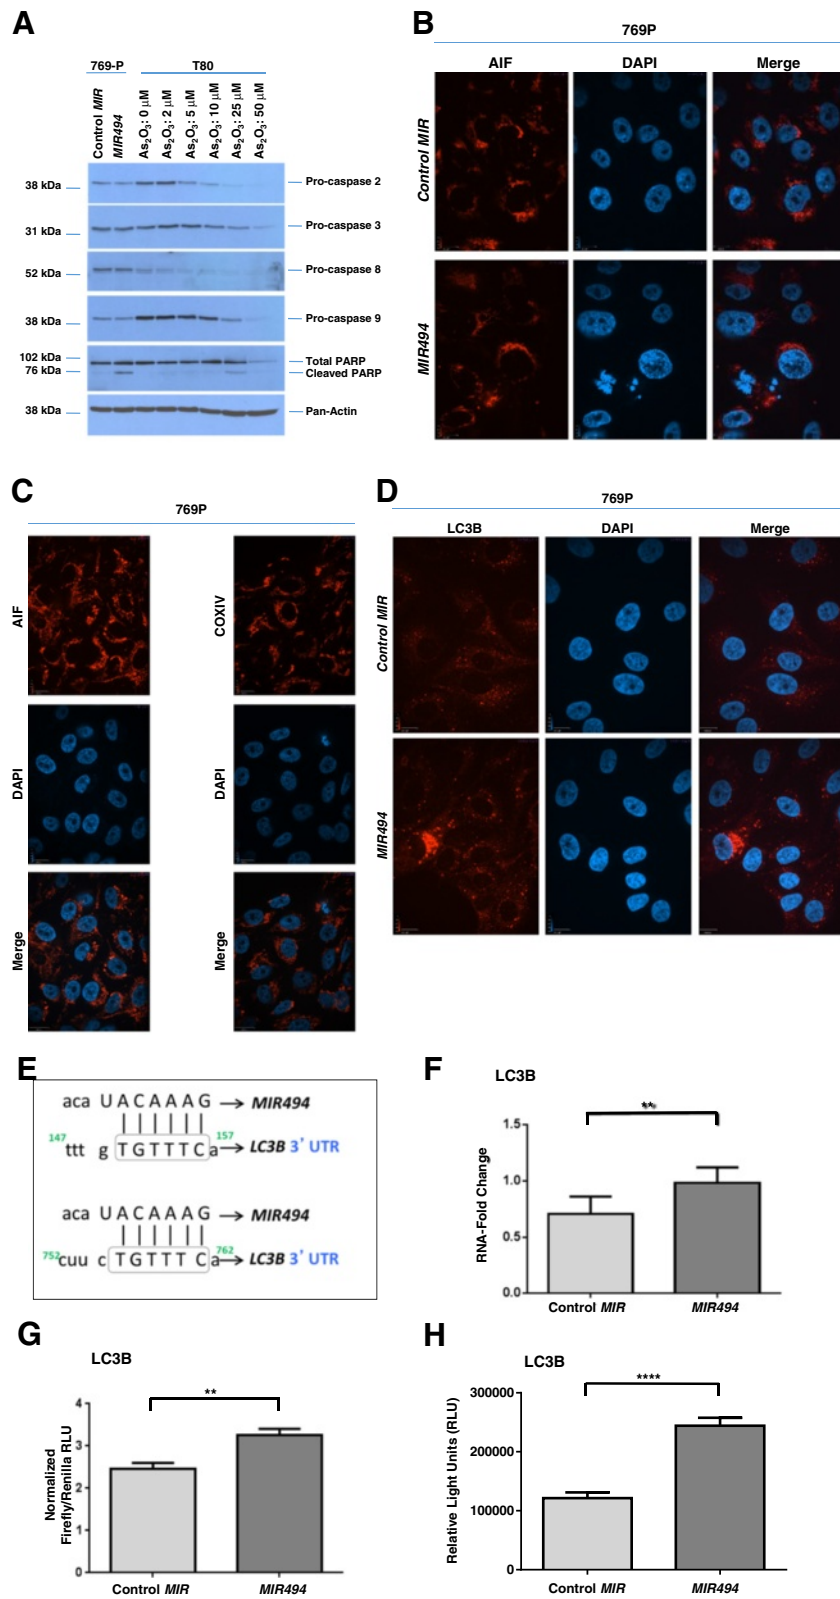 A
769-P
T80
Control MIR
MIR494
As2O3: 0 µM
As2O3: 2 µM
As2O3: 5 µM
As2O3: 10 µM
As2O3: 25 µM
As2O3: 50 µM
38 kDa
Pro-caspase 2
31 kDa
Pro-caspase 3
52 kDa
Pro-caspase 8
38 kDa
Pro-caspase 9
102 kDa
Total PARP
76 kDa
Cleaved PARP
38 kDa
Pan-Actin
B
769P
AIF DAPI Merge
Control MIR
MIR494
C
769P
AIF
COXIV
DAPI
DAPI
Merge
Merge
D
769P
LC3B DAPI Merge
Control MIR
MIR494
E
aca UACAAAG → MIR494
147 ttt g TGTTTC a 157 → LC3B 3' UTR
aca UACAAAG → MIR494
752 cuu c TGTTTC a 762 → LC3B 3' UTR
F
LC3B
**
RNA-Fold Change
1.5
1.0
0.5
0.0
Control MIR
MIR494
G
LC3B
**
Normalized
Firefly/Renilla RLU
4
3
2
1
0
Control MIR
MIR494
H
LC3B
****
Relative Light Units (RLU)
300000
200000
100000
0
Control MIR
MIR494